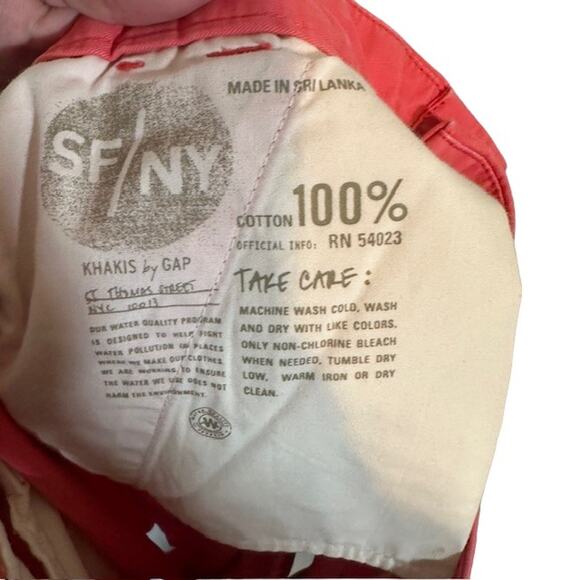 SF/NY
KHAKIS by GAP
ST THOMAS STREET
NYC 10013
OUR WATER QUALITY PROGRAM
IS DESIGNED TO HELP FIGHT
WATER POLLUTION IN PLACES
WHERE WE MAKE OUR CLOTHES.
WE ARE WORKING TO ENSURE
THE WATER WE USE DOES NOT
HARM THE ENVIRONMENT.
MADE IN SRI LANKA
COTTON 100%
OFFICIAL INFO: RN 54023
TAKE CARE:
MACHINE WASH COLD, WASH
AND DRY WITH LIKE COLORS.
ONLY NON-CHLORINE BLEACH
WHEN NEEDED, TUMBLE DRY
LOW, WARM IRON OR DRY
CLEAN.